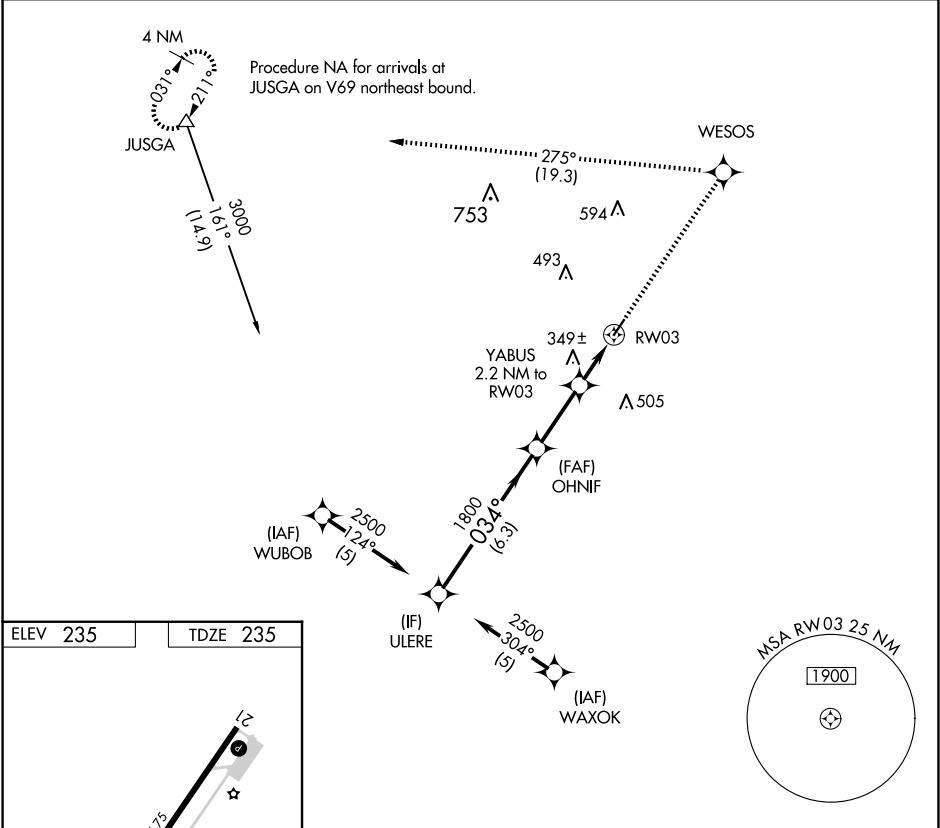 4 NM
031°
211°
JUSGA
Procedure NA for arrivals at
JUSGA on V69 northeast bound.
3000
161°
(14.9)
WESOS
275°
(19.3)
753
594
493
349±
RW03
YABUS
2.2 NM to
RW03
505
(FAF)
OHNIF
1800
034°
(6.3)
(IAF)
WUBOB
2500
124°
(5)
(IF)
ULERE
2500
304°
(5)
(IAF)
WAXOK
MSA RW 03 25 NM
1900
ELEV 235
TDZE 235
21
P